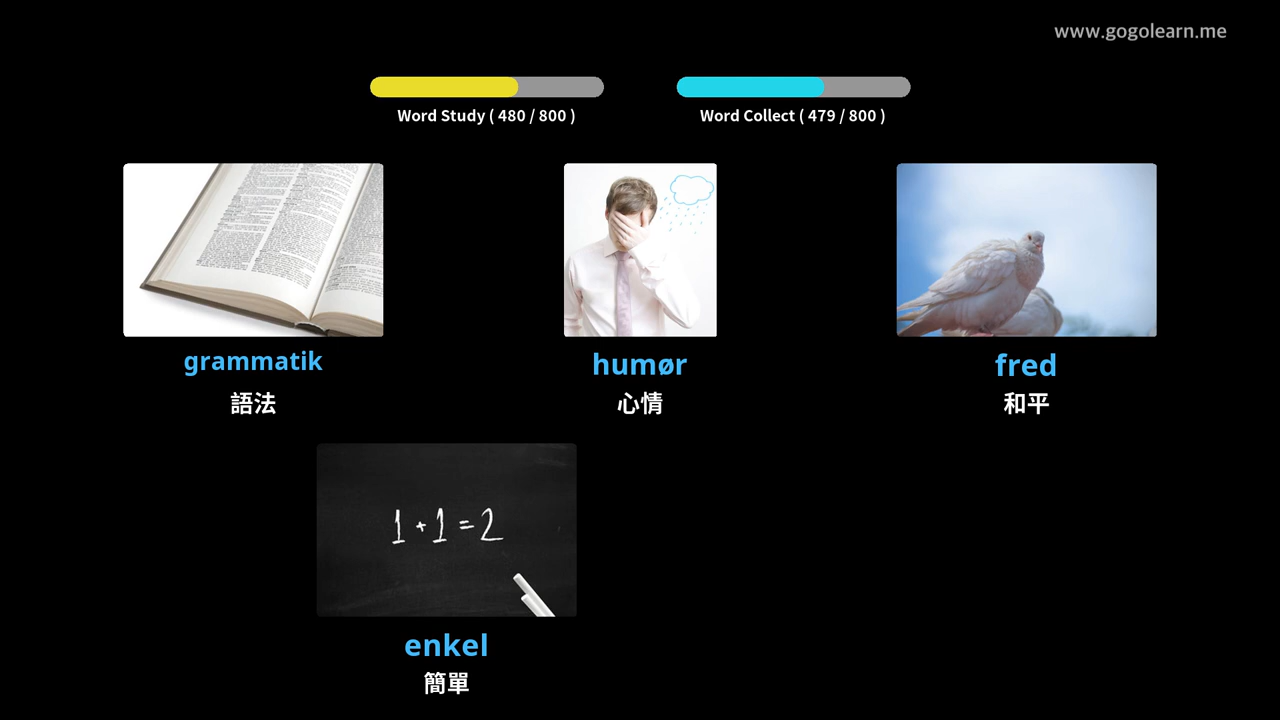 www.gogolearn.me
Word Study ( 480 / 800 )
Word Collect ( 479 / 800 )
grammatik
語法
humør
心情
fred
和平
1 + 1 = 2
enkel
簡單